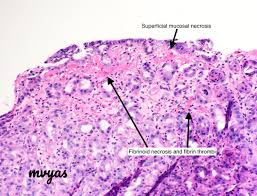 Superficial mucosal necrosis
Fibrinoid necrosis and fibrin thrombi
mvyas